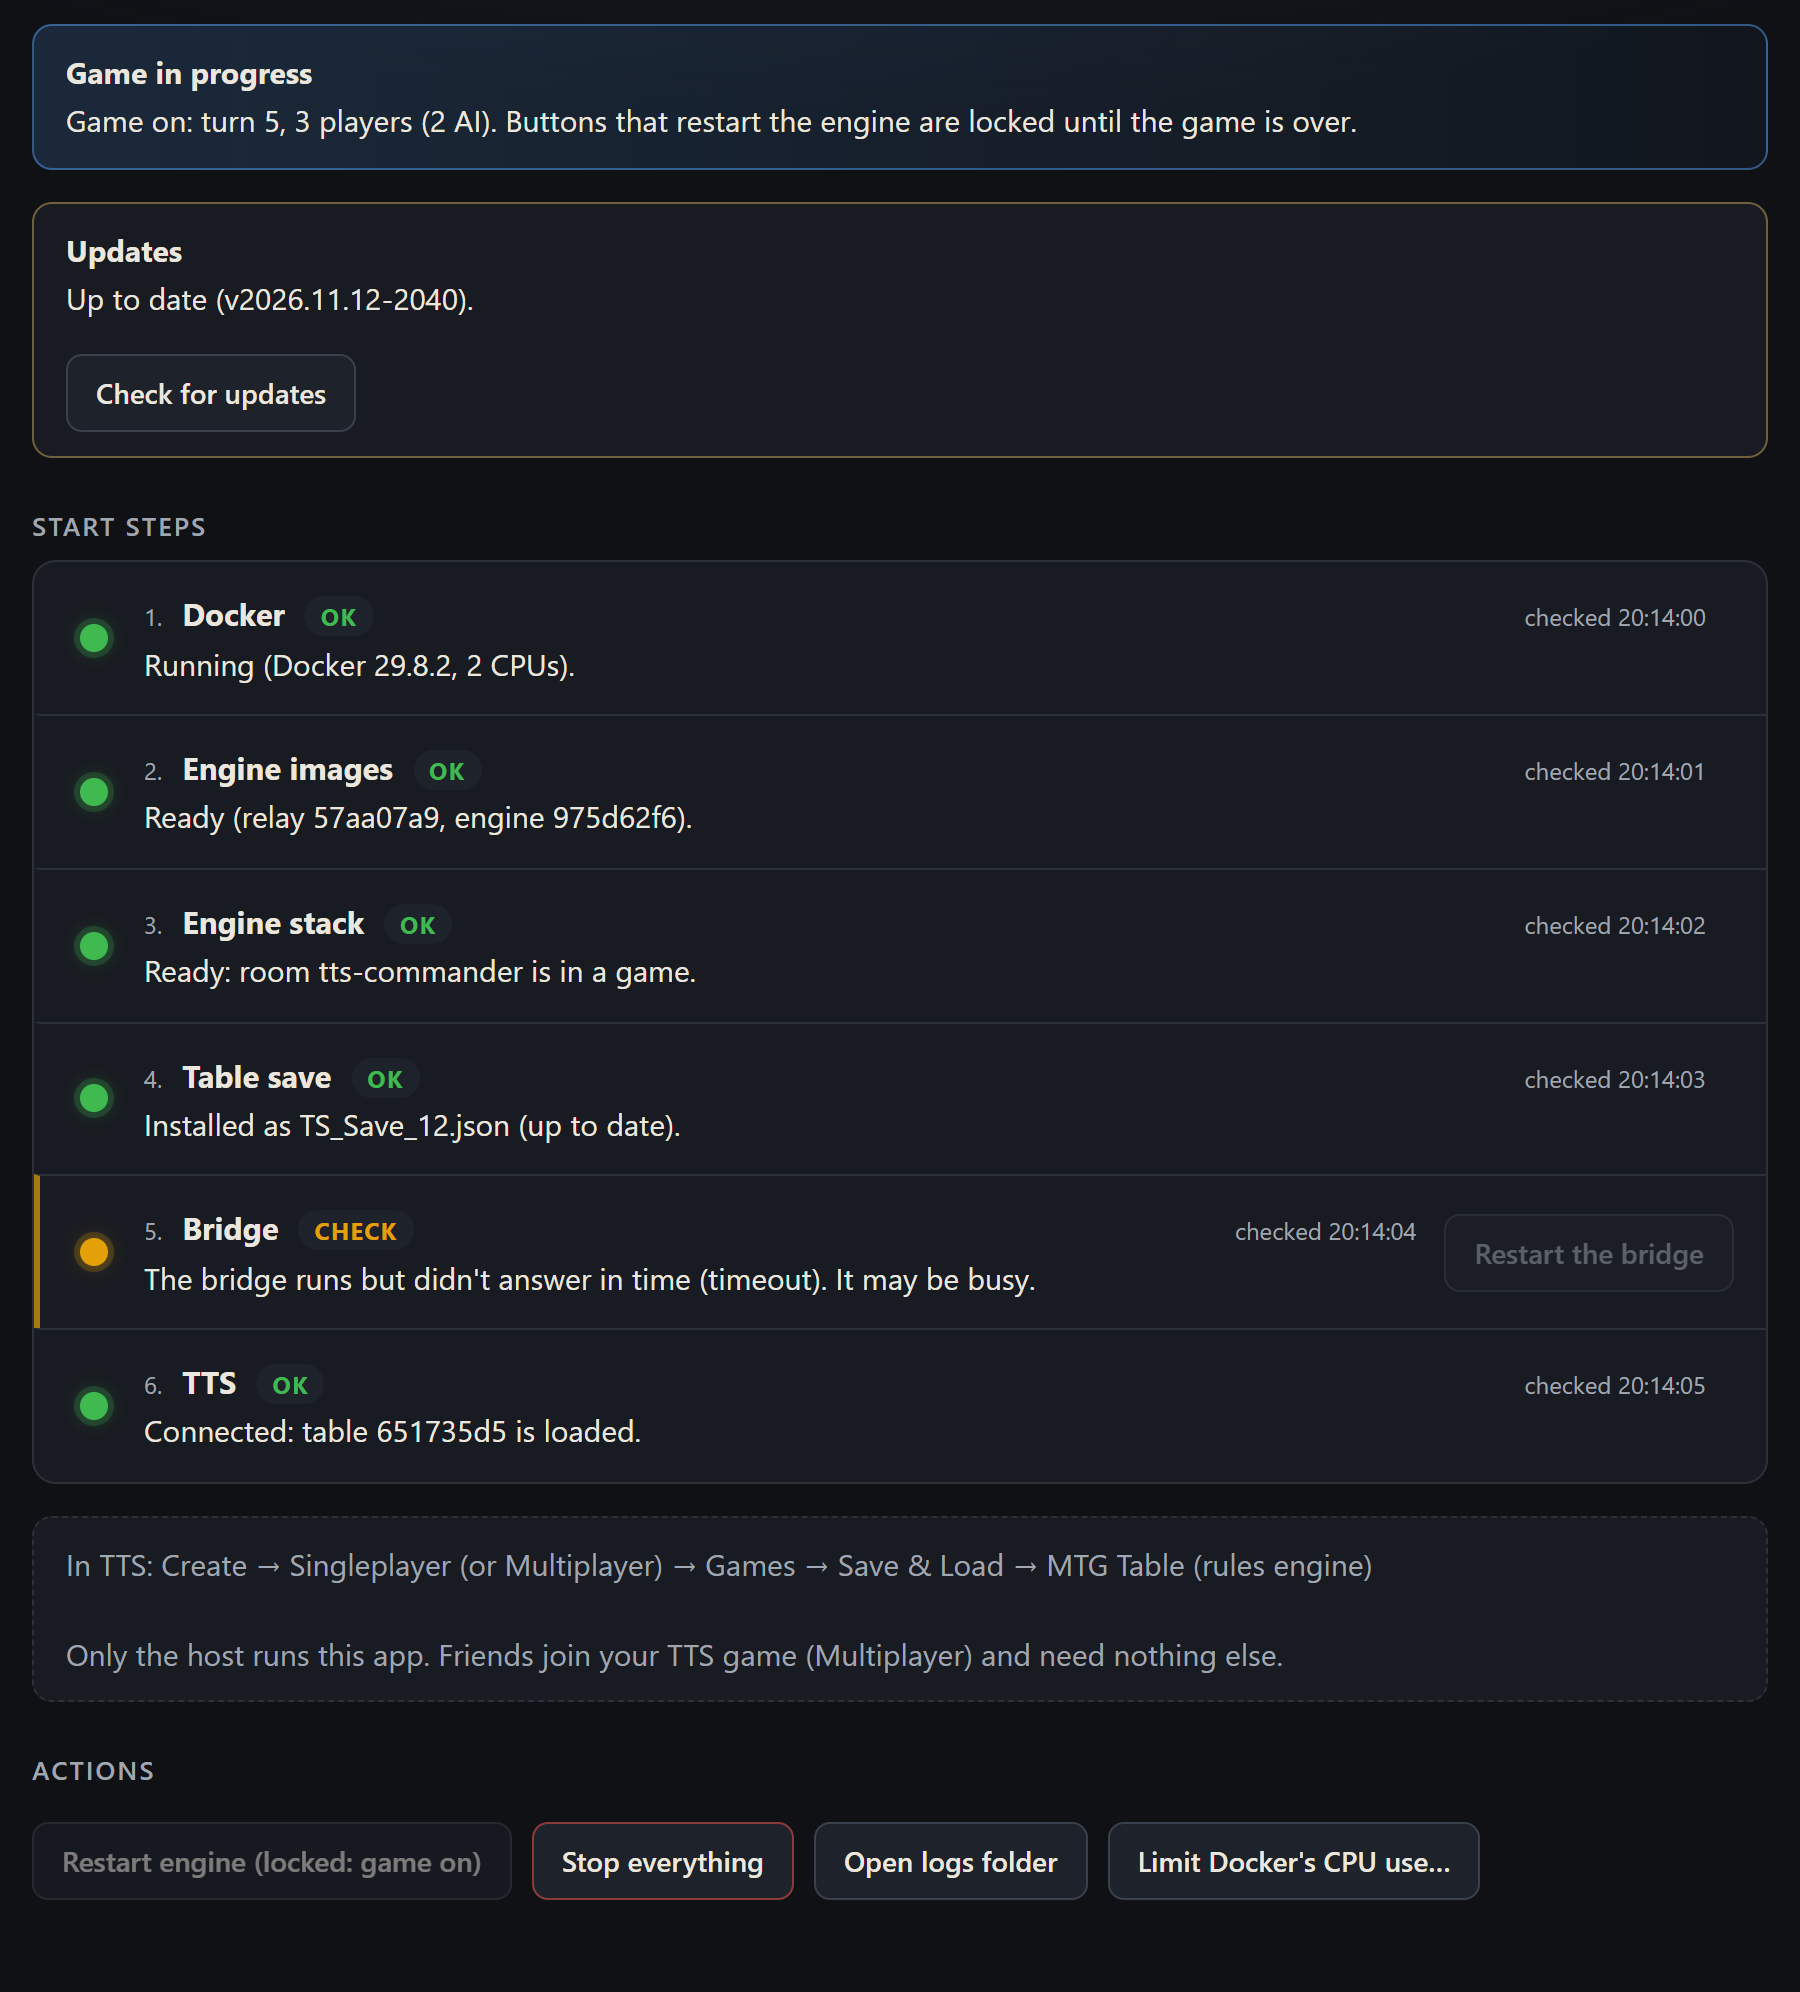 Game in progress
Game on: turn 5, 3 players (2 AI). Buttons that restart the engine are locked until the game is over.
Updates
Up to date (v2026.11.12-2040).
Check for updates
START STEPS
1. Docker OK checked 20:14:00
Running (Docker 29.8.2, 2 CPUs).
2. Engine images OK checked 20:14:01
Ready (relay 57aa07a9, engine 975d62f6).
3. Engine stack OK checked 20:14:02
Ready: room tts-commander is in a game.
4. Table save OK checked 20:14:03
Installed as TS_Save_12.json (up to date).
5. Bridge CHECK checked 20:14:04 Restart the bridge
The bridge runs but didn't answer in time (timeout). It may be busy.
6. TTS OK checked 20:14:05
Connected: table 651735d5 is loaded.
In TTS: Create → Singleplayer (or Multiplayer) → Games → Save & Load → MTG Table (rules engine)
Only the host runs this app. Friends join your TTS game (Multiplayer) and need nothing else.
ACTIONS
Restart engine (locked: game on) Stop everything Open logs folder Limit Docker's CPU use...